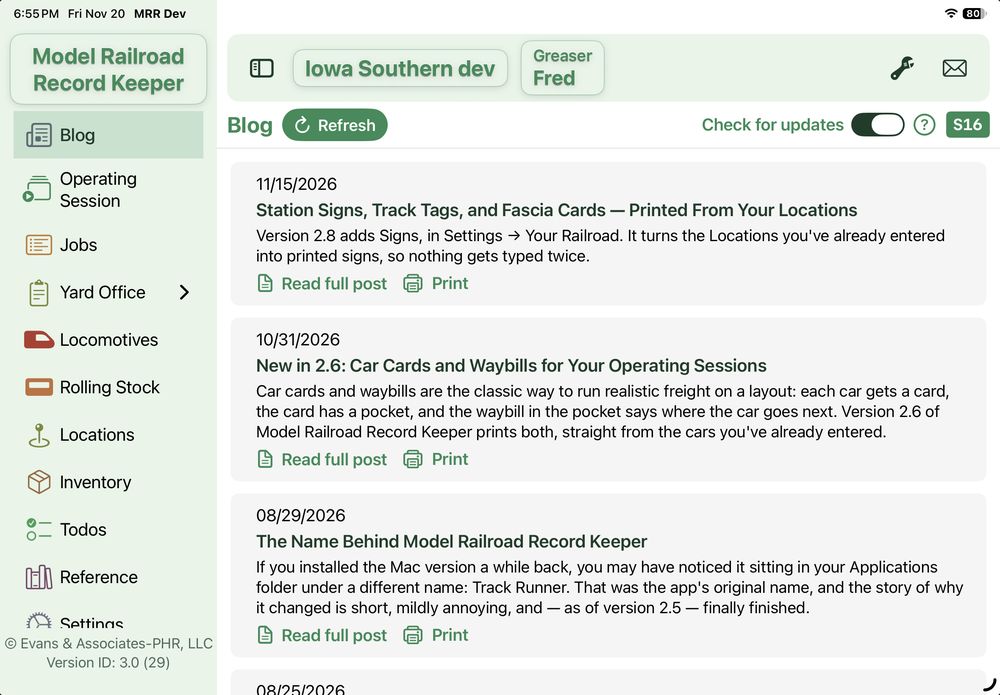 6:55 PM Fri Nov 20 MRR Dev
80
Model Railroad
Record Keeper
Blog
Operating
Session
Jobs
Yard Office
Locomotives
Rolling Stock
Locations
Inventory
Todos
Reference
Settings
© Evans & Associates-PHR, LLC
Version ID: 3.0 (29)
Iowa Southern dev
Greaser
Fred
Blog
Refresh
Check for updates
?
S16
11/15/2026
Station Signs, Track Tags, and Fascia Cards — Printed From Your Locations
Version 2.8 adds Signs, in Settings → Your Railroad. It turns the Locations you've already entered
into printed signs, so nothing gets typed twice.
Read full post Print
10/31/2026
New in 2.6: Car Cards and Waybills for Your Operating Sessions
Car cards and waybills are the classic way to run realistic freight on a layout: each car gets a card,
the card has a pocket, and the waybill in the pocket says where the car goes next. Version 2.6 of
Model Railroad Record Keeper prints both, straight from the cars you've already entered.
Read full post Print
08/29/2026
The Name Behind Model Railroad Record Keeper
If you installed the Mac version a while back, you may have noticed it sitting in your Applications
folder under a different name: Track Runner. That was the app's original name, and the story of why
it changed is short, mildly annoying, and — as of version 2.5 — finally finished.
Read full post Print
08/25/2026